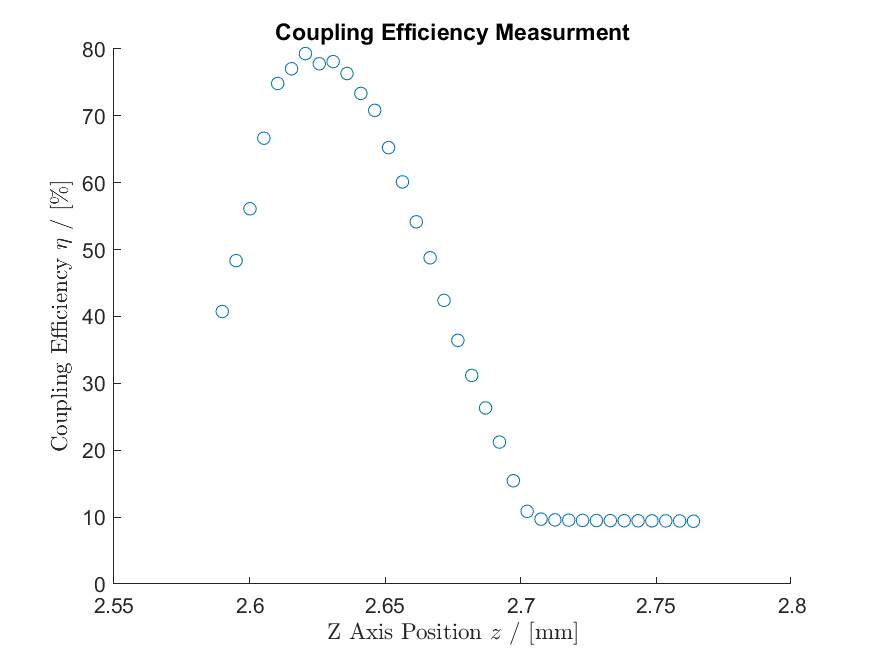 Coupling Efficiency Measurment
80
70
60
50
40
30
20
10
0
Coupling Efficiency η / [%]
2.55 2.6 2.65 2.7 2.75 2.8
Z Axis Position z / [mm]